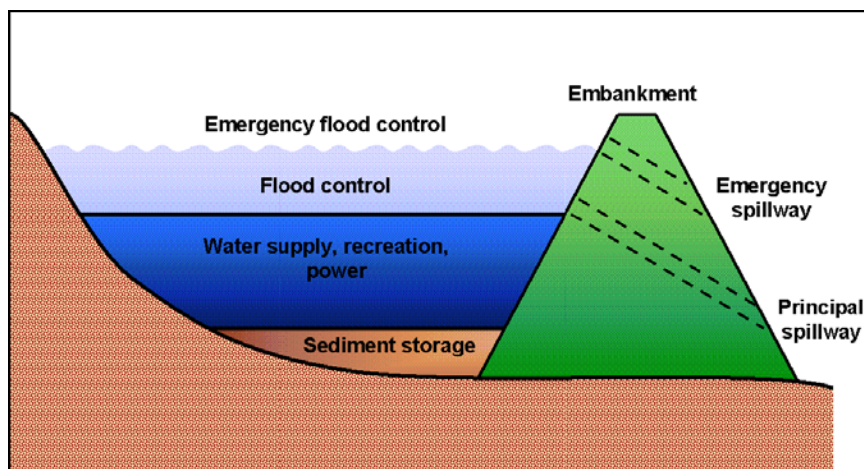 Embankment
Emergency flood control
Flood control
Emergency
spillway
Water supply, recreation,
power
Principal
spillway
Sediment storage